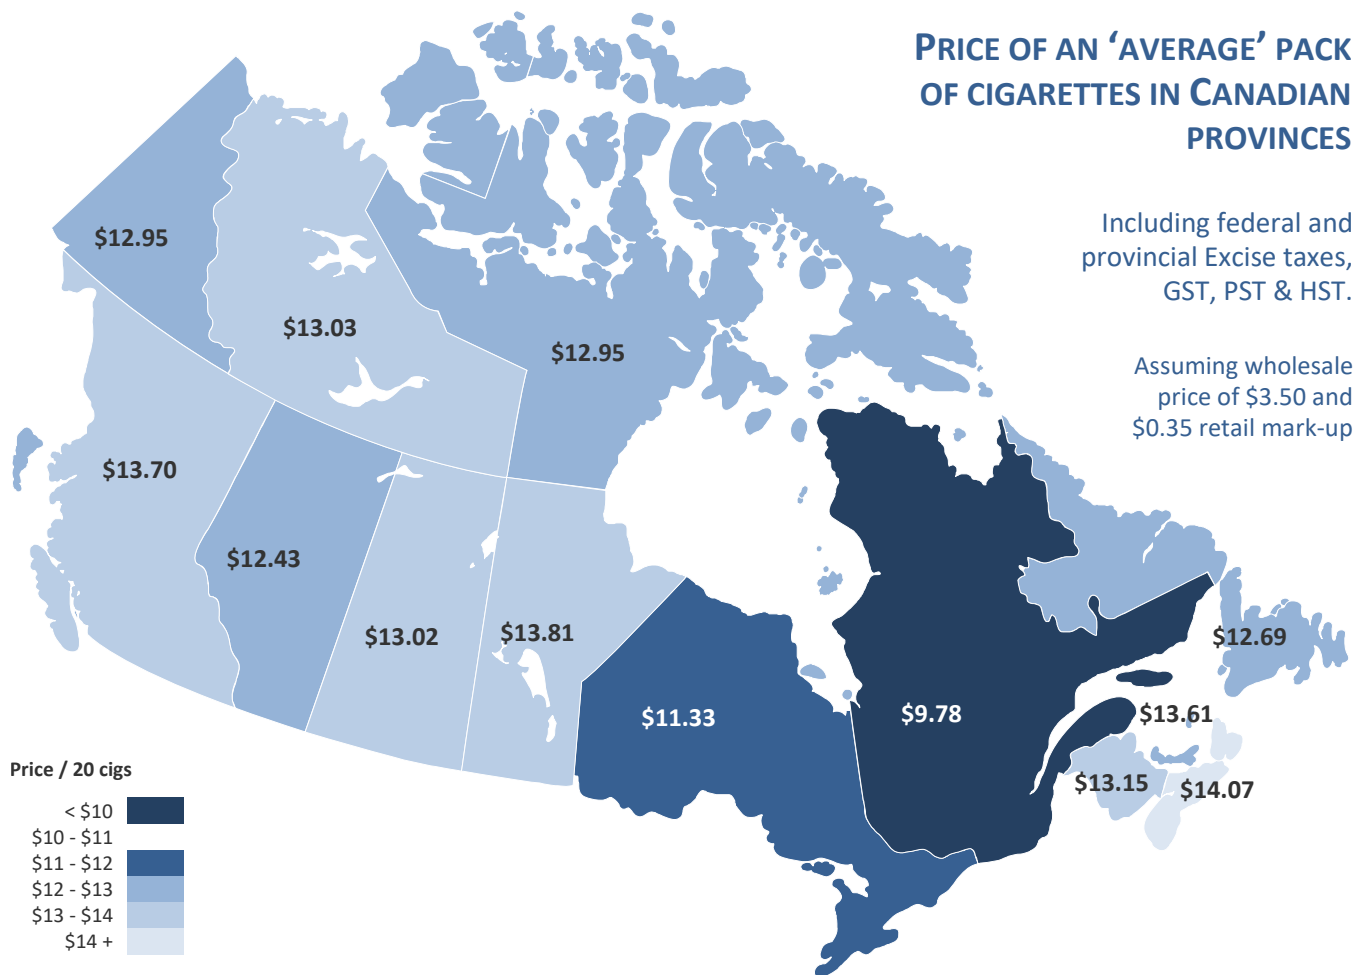 PRICE OF AN ‘AVERAGE’ PACK
OF CIGARETTES IN CANADIAN
PROVINCES
Including federal and
provincial Excise taxes,
GST, PST & HST.
Assuming wholesale
price of $3.50 and
$0.35 retail mark-up
$12.95
$13.03
$12.95
$13.70
$12.43
$13.02
$13.81
$12.69
$11.33
$9.78
$13.61
$13.15
$14.07
Price / 20 cigs
< $10
$10 - $11
$11 - $12
$12 - $13
$13 - $14
$14 +